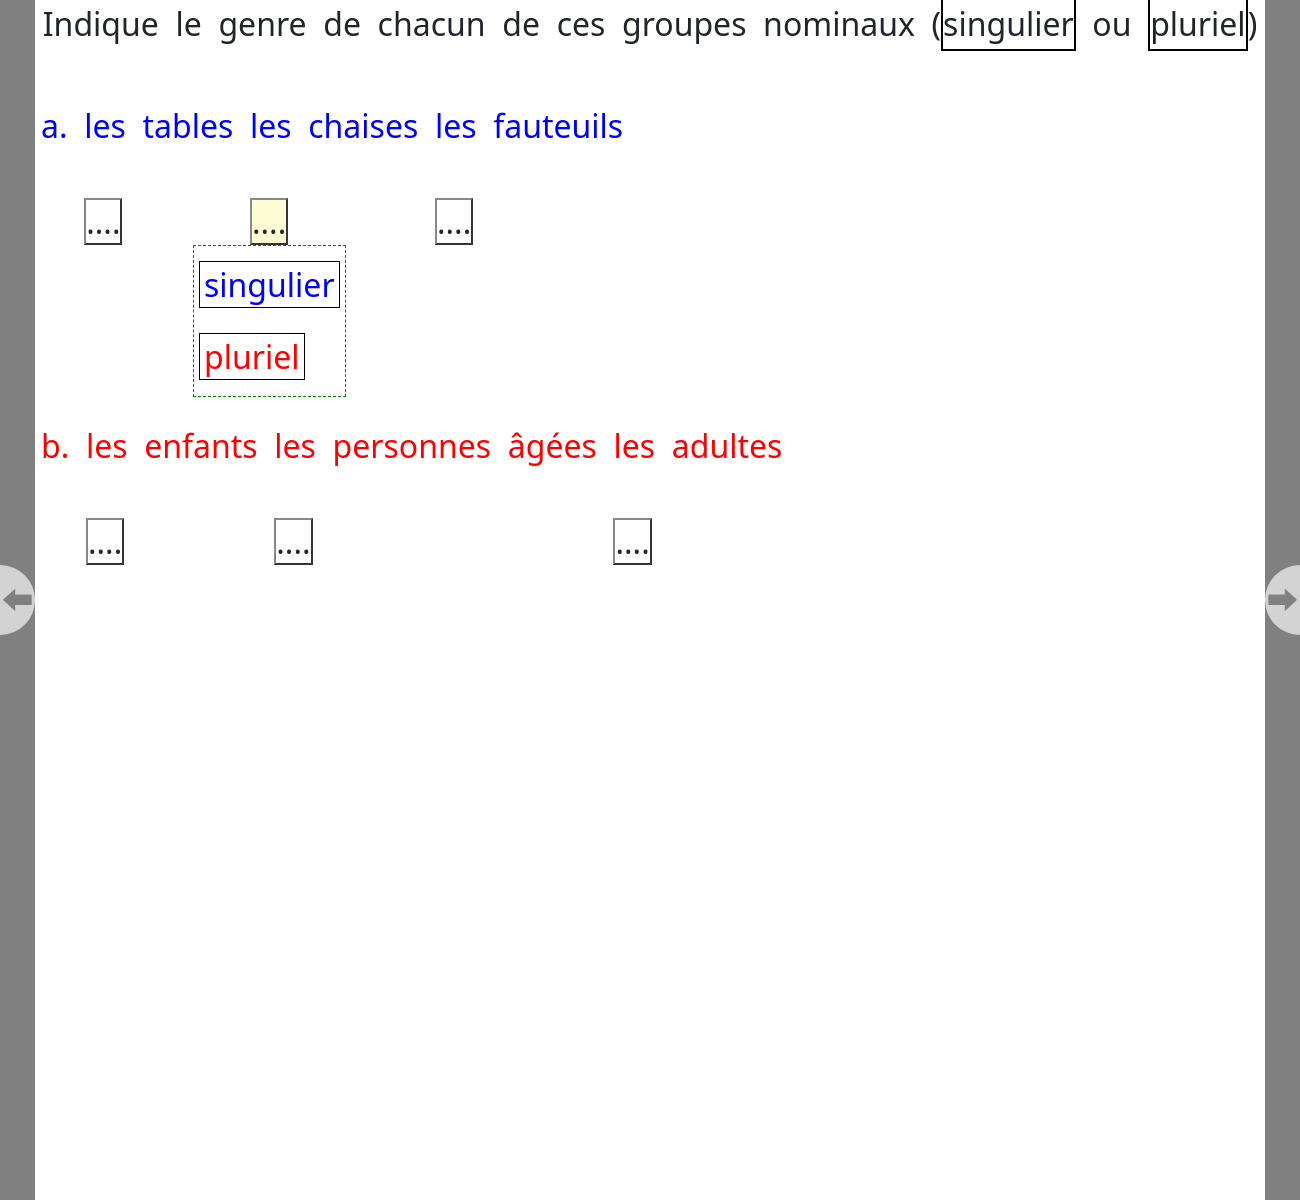 Indique le genre de chacun de ces groupes nominaux (singulier ou pluriel)
a. les tables les chaises les fauteuils
.... .... ....
singulier
pluriel
b. les enfants les personnes âgées les adultes
.... .... ....